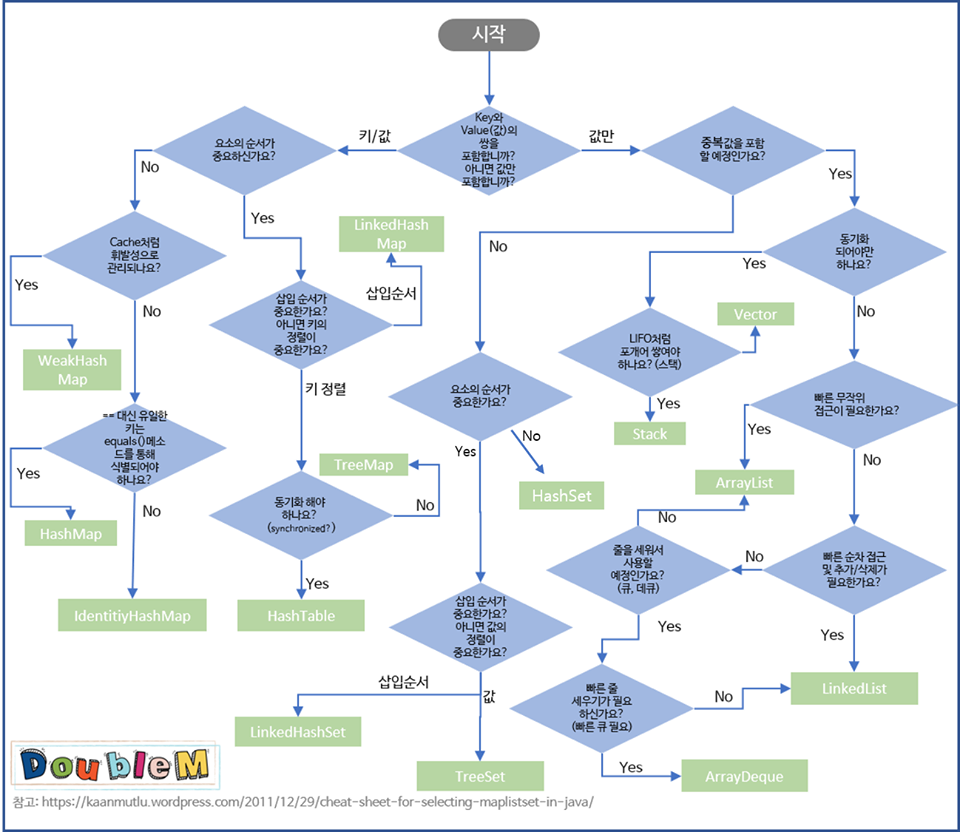 시작
Key와
Value(값)의
쌍을
포함합니까?
아니면 값만
포함합니까?
키/값
값만
요소의 순서가
중요하신가요?
중복값을 포함
할 예정인가요?
No
Yes
Yes
Cache처럼
휘발성으로
관리되나요?
Yes
No
WeakHash
Map
== 대신 유일한
키는
equals()메소
드를 통해
식별되어야
하나요?
Yes
No
HashMap
IdentitiyHashMap
삽입 순서가
중요한가요?
아니면 키의
정렬이
중요한가요?
삽입순서
LinkedHash
Map
키 정렬
동기화 해야
하나요?
(synchronized?)
No
TreeMap
Yes
HashTable
No
요소의 순서가
중요한가요?
No
HashSet
Yes
삽입 순서가
중요한가요?
아니면 값의
정렬이
중요한가요?
삽입순서
값
LinkedHashSet
TreeSet
동기화
되어야만
하나요?
Yes
No
LIFO처럼
포개어 쌓여야
하나요? (스택)
Vector
Yes
Stack
빠른 무작위
접근이 필요한가요?
Yes
No
ArrayList
빠른 순차 접근
및 추가/삭제가
필요한가요?
No
Yes
줄을 세워서
사용할
예정인가요?
(큐, 데큐)
No
Yes
빠른 줄
세우기가 필요
하신가요?
(빠른 큐 필요)
No
LinkedList
Yes
ArrayDeque
DoubleM
참고: https://kaanmutlu.wordpress.com/2011/12/29/cheat-sheet-for-selecting-maplistset-in-java/